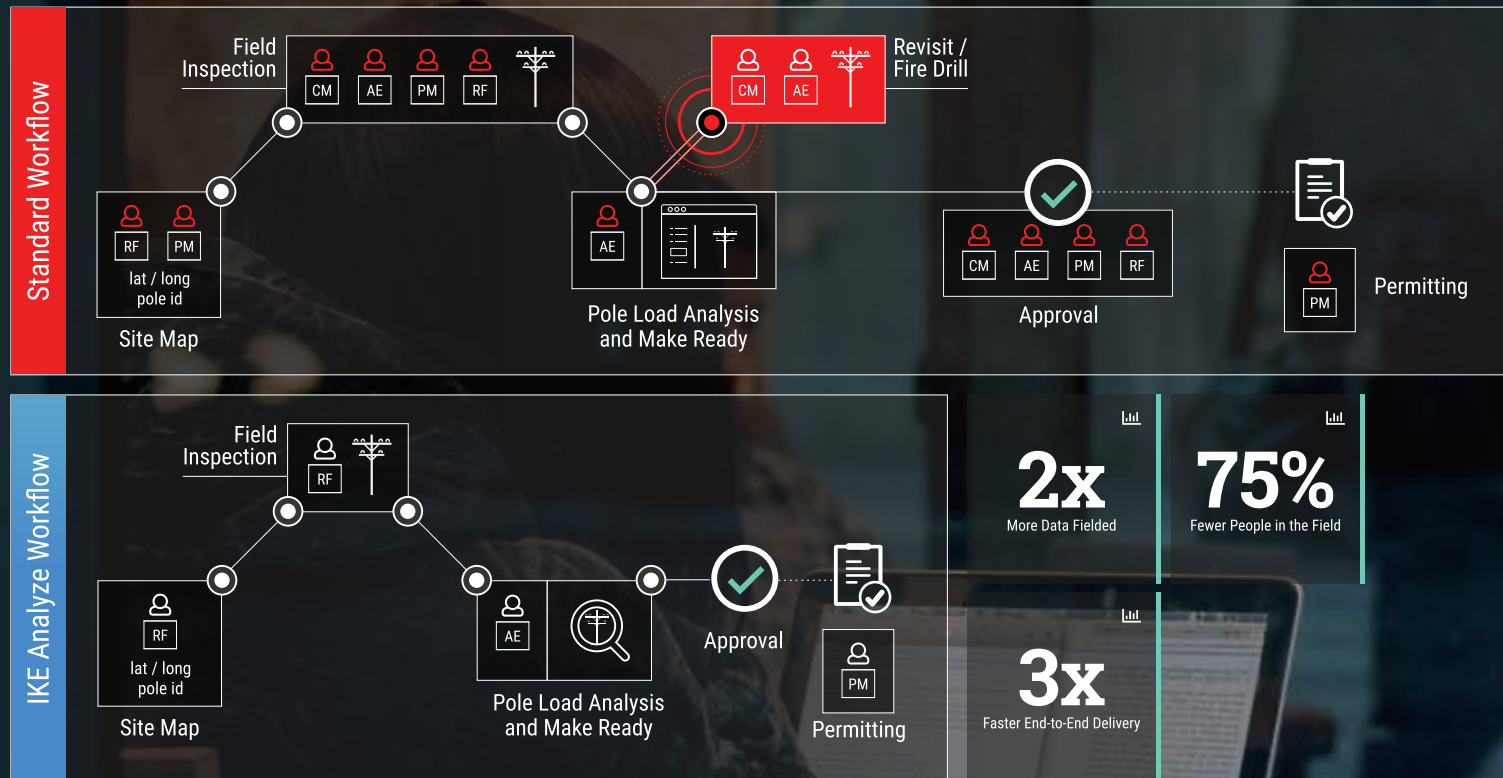 Standard Workflow
Field
Inspection
CM AE PM RF
Revisit /
Fire Drill
CM AE
RF PM
lat / long
pole id
Site Map
AE
Pole Load Analysis
and Make Ready
CM AE PM RF
Approval
PM
Permitting
IKE Analyze Workflow
Field
Inspection
RF
RF
lat / long
pole id
Site Map
AE
Pole Load Analysis
and Make Ready
Approval
PM
Permitting
2x
More Data Fielded
75%
Fewer People in the Field
3x
Faster End-to-End Delivery